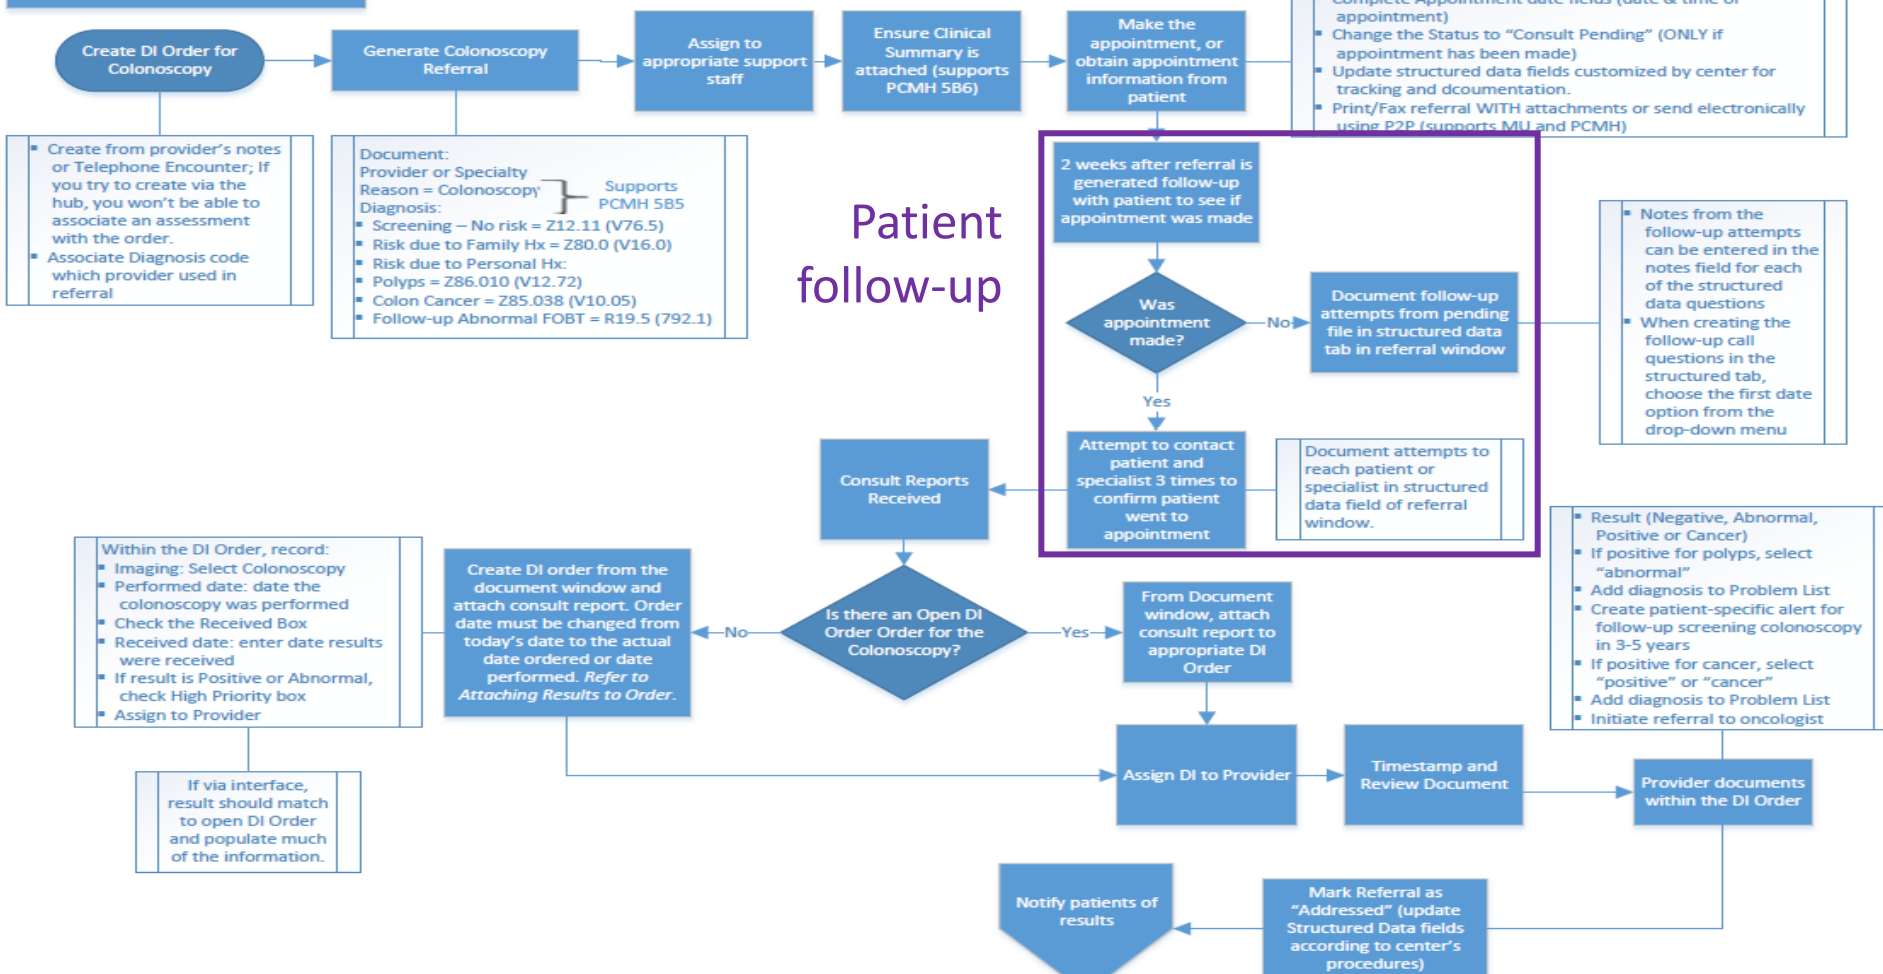 Complete Appointment date fields (date & time of
appointment)
Change the Status to “Consult Pending” (ONLY if
appointment has been made)
Update structured data fields customized by center for
tracking and dcoumentation.
Print/Fax referral WITH attachments or send electronically
using P2P (supports MU and PCMH)
Create DI Order for
Colonoscopy
Generate Colonoscopy
Referral
Assign to
appropriate support
staff
Ensure Clinical
Summary is
attached (supports
PCMH 5B6)
Make the
appointment, or
obtain appointment
information from
patient
Create from provider’s notes
or Telephone Encounter; If
you try to create via the
hub, you won’t be able to
associate an assessment
with the order.
Associate Diagnosis code
which provider used in
referral
Document:
Provider or Specialty
Reason = Colonoscopy
Diagnosis:
Supports
PCMH 5B5
Screening – No risk = Z12.11 (V76.5)
Risk due to Family Hx = Z80.0 (V16.0)
Risk due to Personal Hx:
Polyps = Z86.010 (V12.72)
Colon Cancer = Z85.038 (V10.05)
Follow-up Abnormal FOBT = R19.5 (792.1)
Patient
follow-up
2 weeks after referral is
generated follow-up
with patient to see if
appointment was made
Was
appointment
made?
No
Document follow-up
attempts from pending
file in structured data
tab in referral window
Notes from the
follow-up attempts
can be entered in the
notes field for each
of the structured
data questions
When creating the
follow-up call
questions in the
structured tab,
choose the first date
option from the
drop-down menu
Yes
Attempt to contact
patient and
specialist 3 times to
confirm patient
went to
appointment
Document attempts to
reach patient or
specialist in structured
data field of referral
window.
Consult Reports
Received
Within the DI Order, record:
Imaging: Select Colonoscopy
Performed date: date the
colonoscopy was performed
Check the Received Box
Received date: enter date results
were received
If result is Positive or Abnormal,
check High Priority box
Assign to Provider
Create DI order from the
document window and
attach consult report. Order
date must be changed from
today’s date to the actual
date ordered or date
performed. Refer to
Attaching Results to Order.
No
Is there an Open DI
Order Order for the
Colonoscopy?
Yes
From Document
window, attach
consult report to
appropriate DI
Order
Result (Negative, Abnormal,
Positive or Cancer)
If positive for polyps, select
“abnormal”
Add diagnosis to Problem List
Create patient-specific alert for
follow-up screening colonoscopy
in 3-5 years
If positive for cancer, select
“positive” or “cancer”
Add diagnosis to Problem List
Initiate referral to oncologist
If via interface,
result should match
to open DI Order
and populate much
of the information.
Assign DI to Provider
Timestamp and
Review Document
Provider documents
within the DI Order
Notify patients of
results
Mark Referral as
“Addressed” (update
Structured Data fields
according to center’s
procedures)